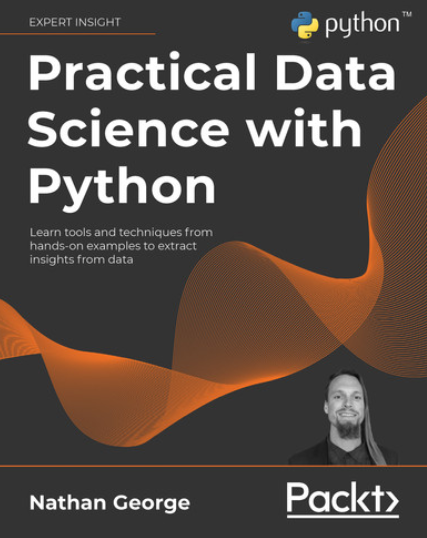 EXPERT INSIGHT
python™
Practical Data
Science with
Python
Learn tools and techniques from
hands-on examples to extract
insights from data
Nathan George
Packt>